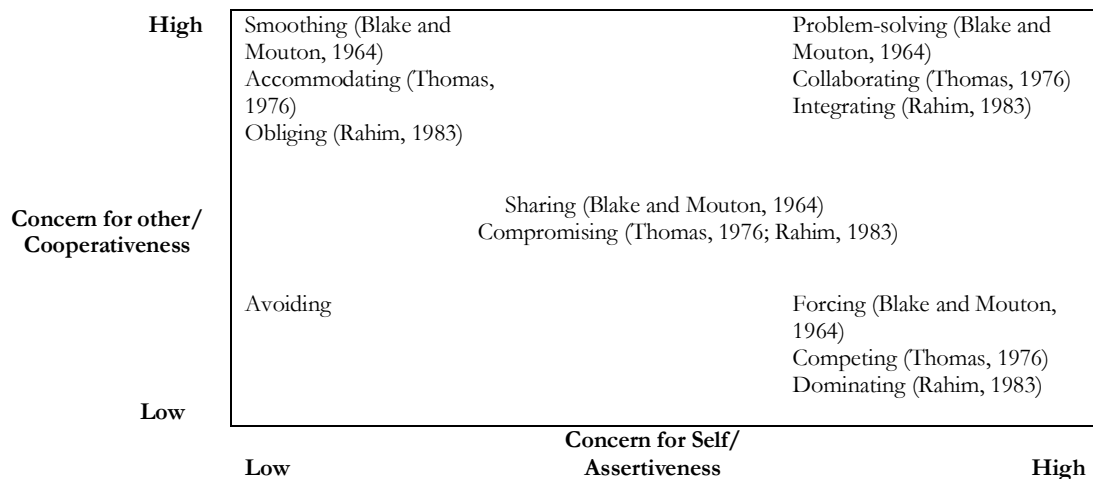 High
Smoothing (Blake and
Mouton, 1964)
Accommodating (Thomas,
1976)
Obliging (Rahim, 1983)
Problem-solving (Blake and
Mouton, 1964)
Collaborating (Thomas, 1976)
Integrating (Rahim, 1983)
Concern for other/
Cooperativeness
Sharing (Blake and Mouton, 1964)
Compromising (Thomas, 1976; Rahim, 1983)
Avoiding
Forcing (Blake and Mouton,
1964)
Competing (Thomas, 1976)
Dominating (Rahim, 1983)
Low
Concern for Self/
Low Assertiveness High